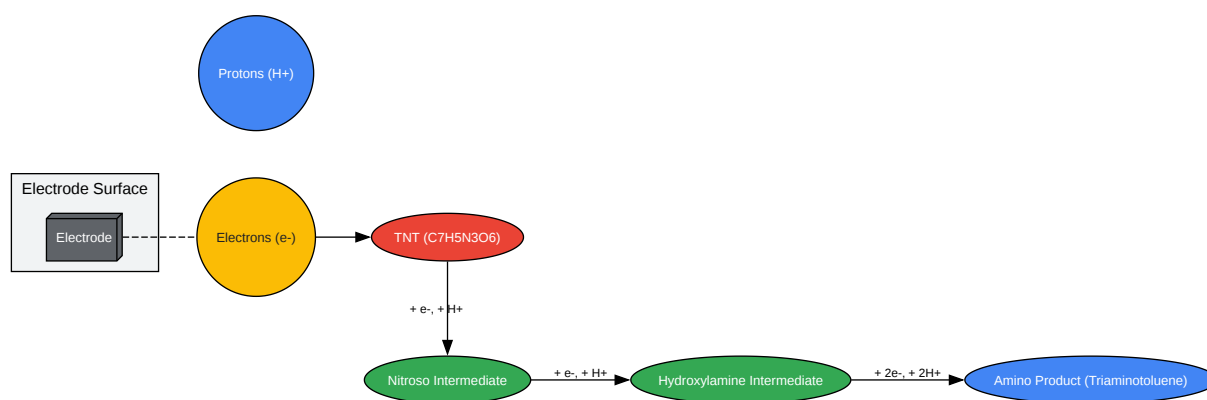 Protons (H+)
Electrode Surface
Electrode
Electrons (e-)
TNT (C7H5N3O6)
+ e-, + H+
Nitroso Intermediate
+ e-, + H+
Hydroxylamine Intermediate
+ 2e-, + 2H+
Amino Product (Triaminotoluene)